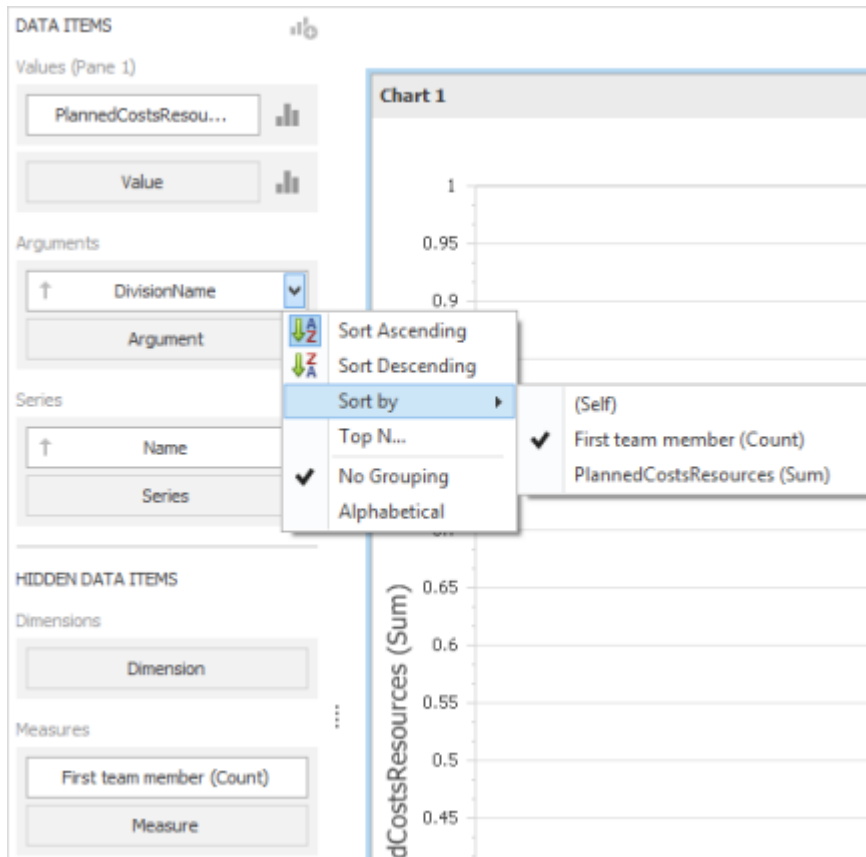 DATA ITEMS
Values (Pane 1)
PlannedCostsResou...
Value
Arguments
DivisionName
Argument
Series
Name
Series
HIDDEN DATA ITEMS
Dimensions
Dimension
Measures
First team member (Count)
Measure
Sort Ascending
Sort Descending
Sort by
Top N...
No Grouping
Alphabetical
(Self)
First team member (Count)
PlannedCostsResources (Sum)
Chart 1
1
0.95
0.9
0.65
0.6
0.55
0.5
0.45
dCostsResources (Sum)